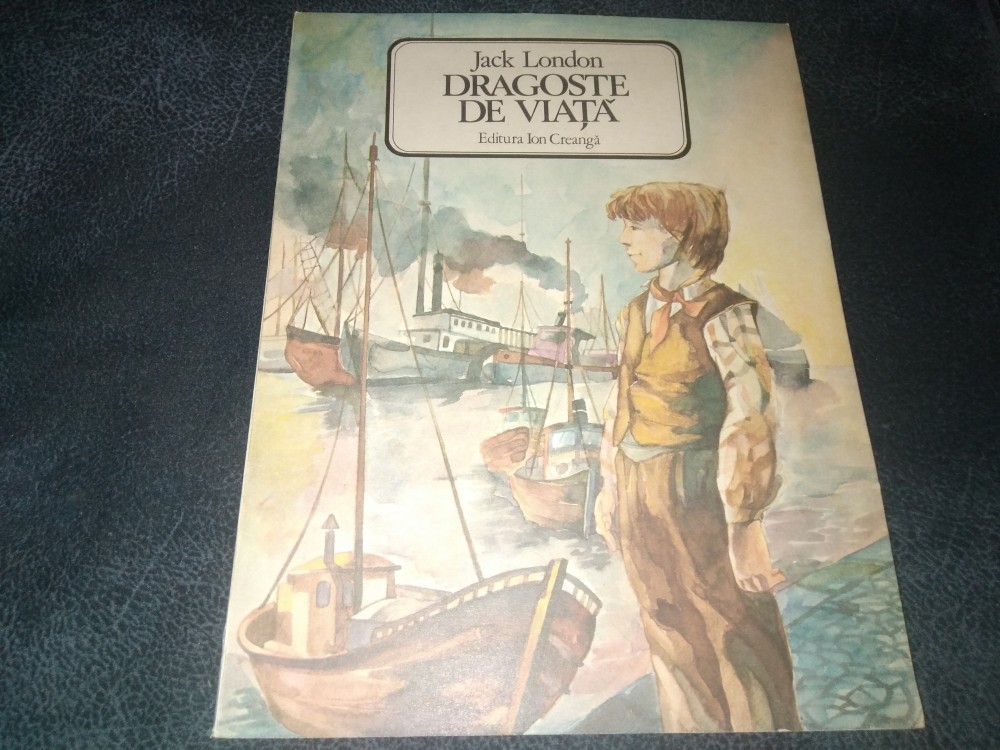 Jack London
DRAGOSTE
DE VIAȚĂ
Editura Ion Creangă